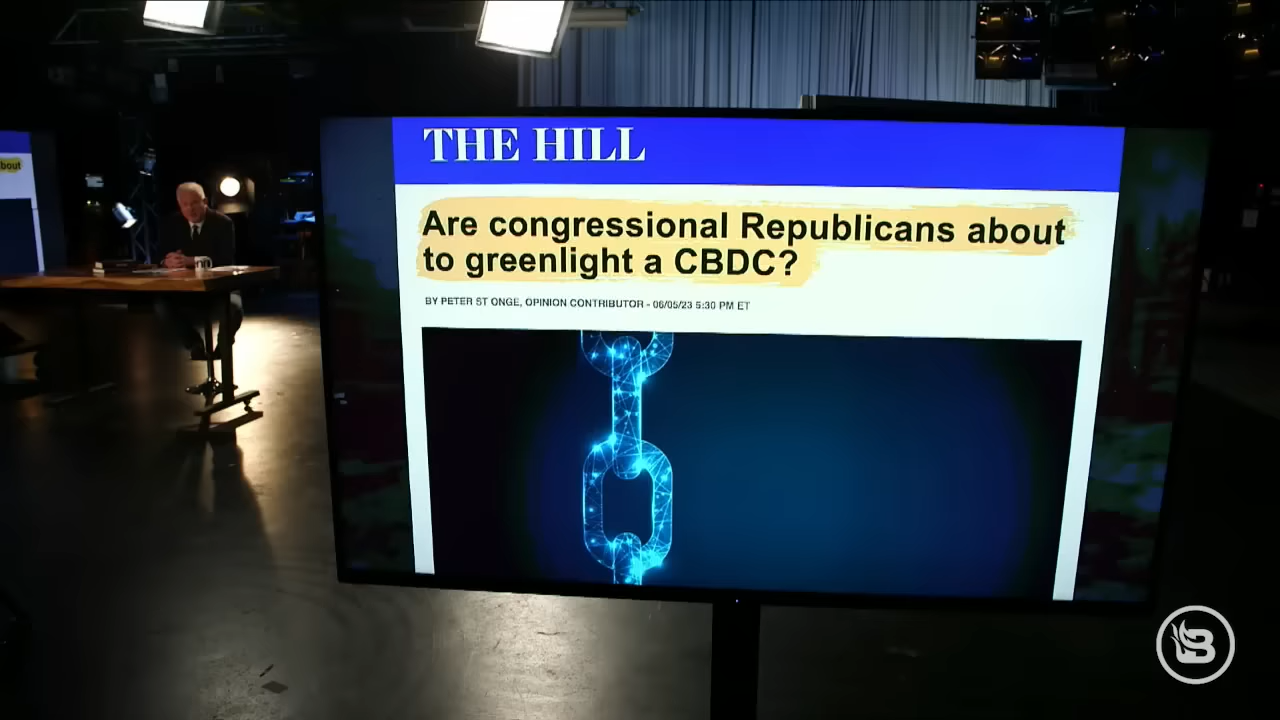 bout
THE HILL
Are congressional Republicans about
to greenlight a CBDC?
BY PETER ST ONGE, OPINION CONTRIBUTOR - 06/05/23 5:30 PM ET
B